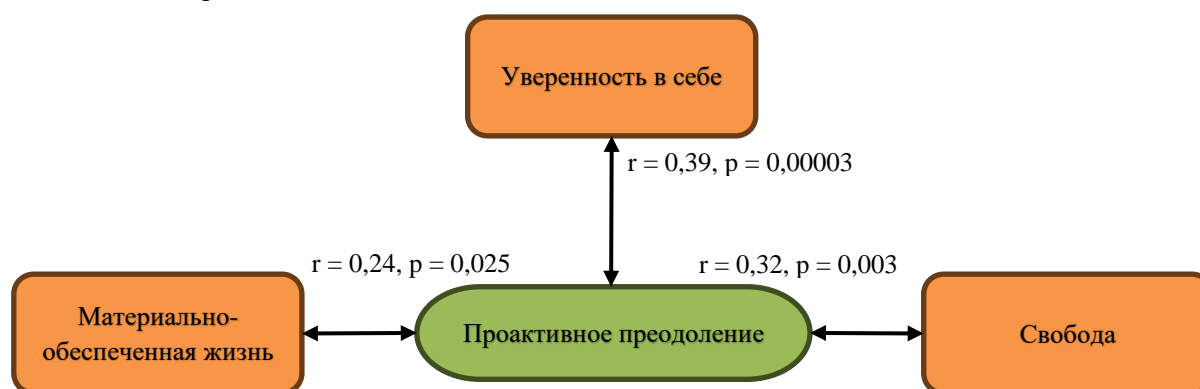 Уверенность в себе
r = 0,39, p = 0,00003
r = 0,24, p = 0,025
r = 0,32, p = 0,003
Материально-
обеспеченная жизнь
Проактивное преодоление
Свобода